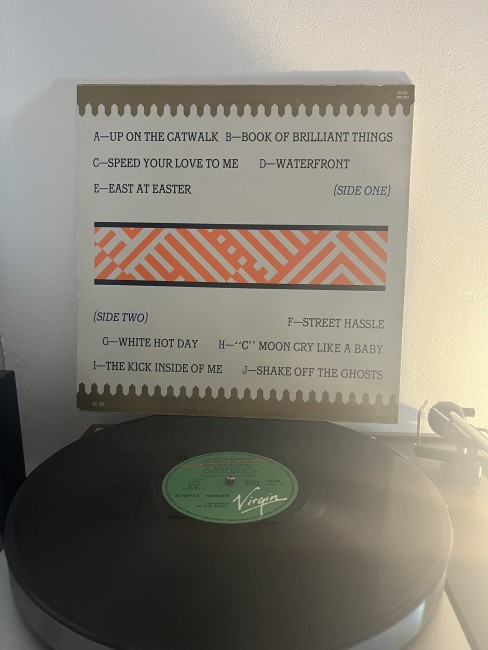 A—UP ON THE CATWALK B—BOOK OF BRILLIANT THINGS
C—SPEED YOUR LOVE TO ME D—WATERFRONT
E—EAST AT EASTER (SIDE ONE)
(SIDE TWO) F—STREET HASSLE
G—WHITE HOT DAY H—"C" MOON CRY LIKE A BABY
I—THE KICK INSIDE OF ME J—SHAKE OFF THE GHOSTS
SIMPLE MINDS
Virgin